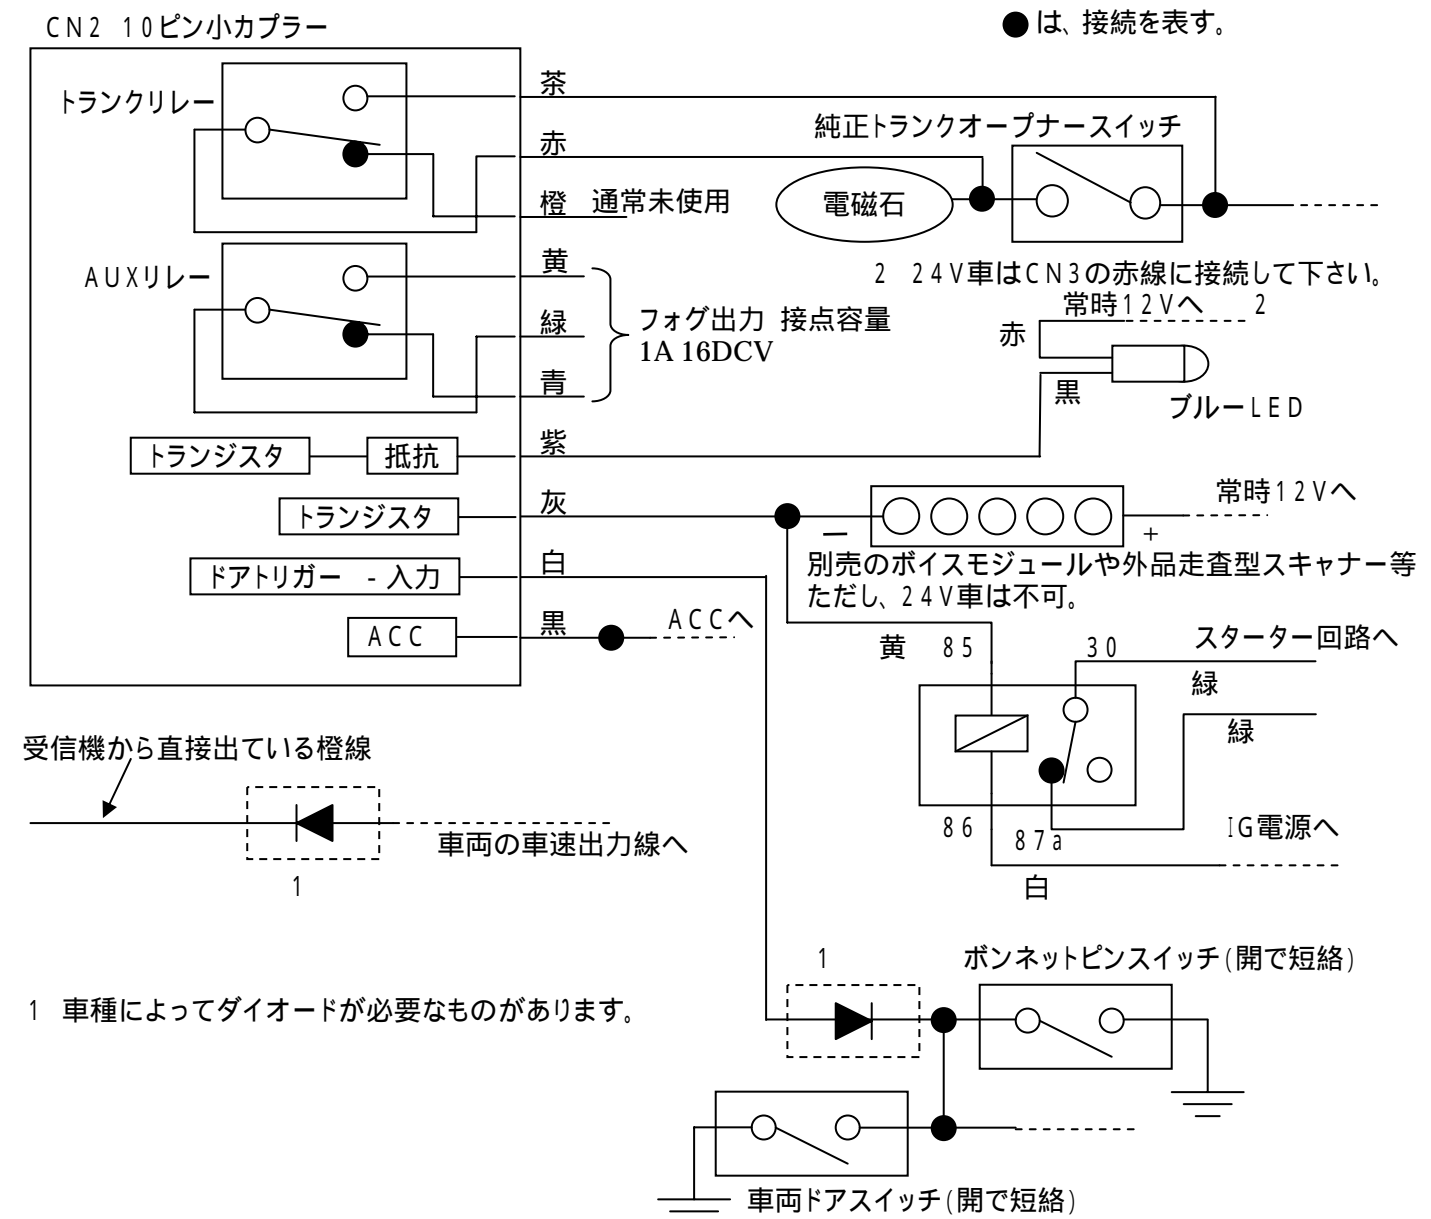 CN2 10ピン小カプラー
●は、接続を表す。
トランクリレー
茶
赤
橙 通常未使用
純正トランクオープナースイッチ
電磁石
AUXリレー
黄
緑
青
フォグ出力 接点容量
1A 16DCV
2 24V車はCN3の赤線に接続して下さい。
常時12Vへ 2
赤
黒
ブルーLED
トランジスタ
抵抗
紫
トランジスタ
灰
常時12Vへ
－ +
別売のボイスモジュールや外品走査型スキャナー等
ただし、24V車は不可。
ドアトリガー -入力
白
ACC
黒
ACCへ
黄 85 30
スターター回路へ
緑
緑
86 87a
IG電源へ
白
受信機から直接出ている橙線
車両の車速出力線へ
1
1 車種によってダイオードが必要なものがあります。
1
ボンネットピンスイッチ(開で短絡)
車両ドアスイッチ(開で短絡)